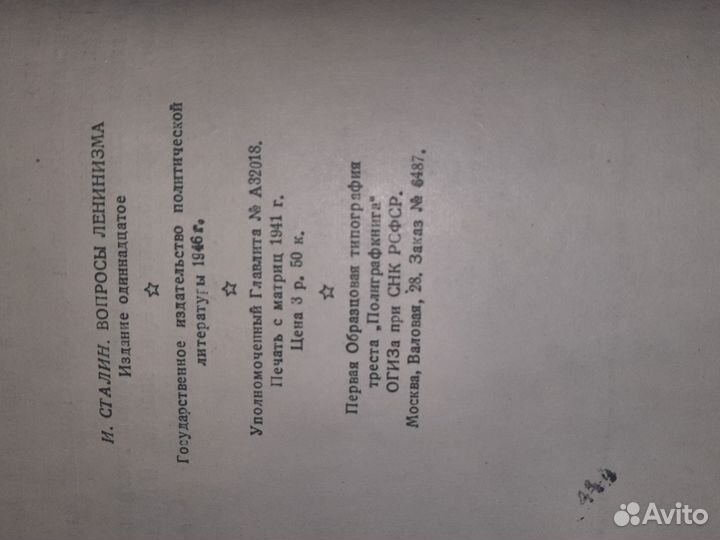 И. СТАЛИН. ВОПРОСЫ ЛЕНИНИЗМА
Издание одиннадцатое
Государственное издательство политической
литературы 1946 г.
Уполномоченный Главлита № А32018.
Печать с матриц 1941 г.
Цена 3 р. 50 к.
Первая Образцовая типография
треста „Полиграфкнига“
ОГИЗа при СНК РСФСР.
Москва, Валовая, 28. Заказ № 6487.
Avito